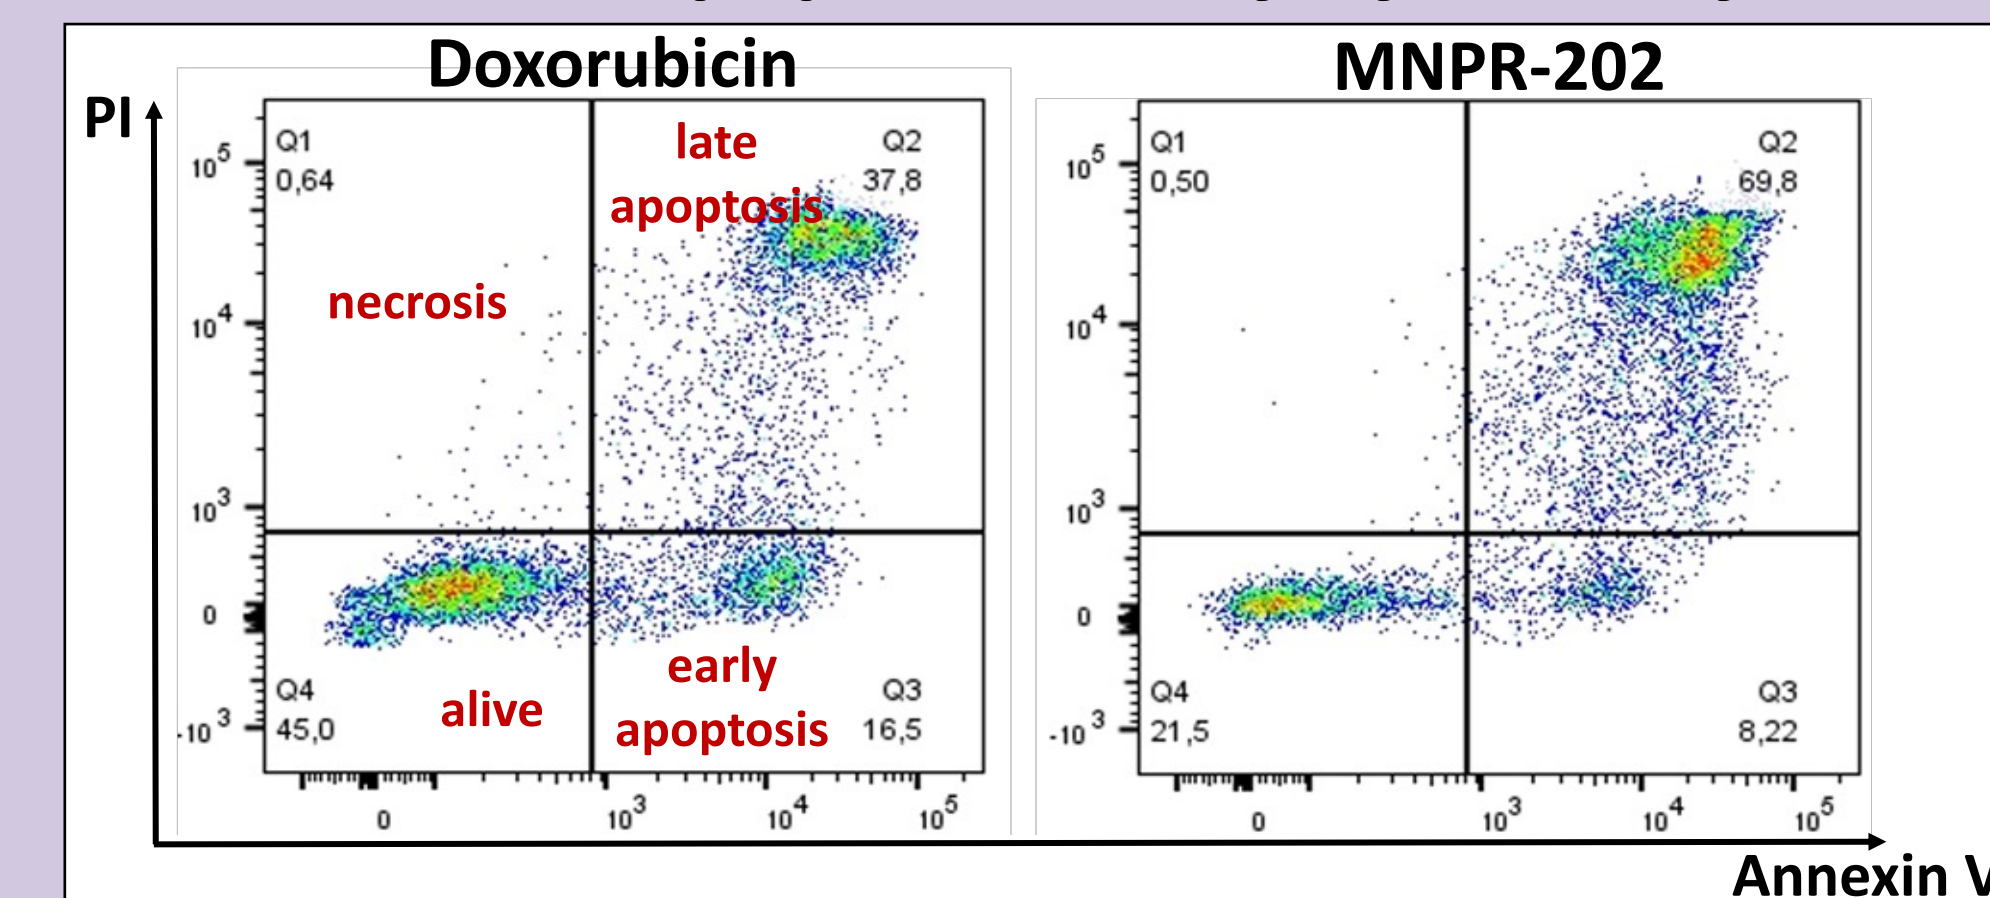 Doxorubicin
PI
Q1
0,64
late
apoptosis
Q2
37,8
necrosis
Q4
45,0
alive
early
apoptosis
Q3
16,5
10^5
10^4
10^3
0
-10^3
0
10^3
10^4
10^5
MNPR-202
Q1
0,50
Q2
69,8
Q4
21,5
Q3
8,22
10^5
10^4
10^3
0
-10^3
0
10^3
10^4
10^5
Annexin V